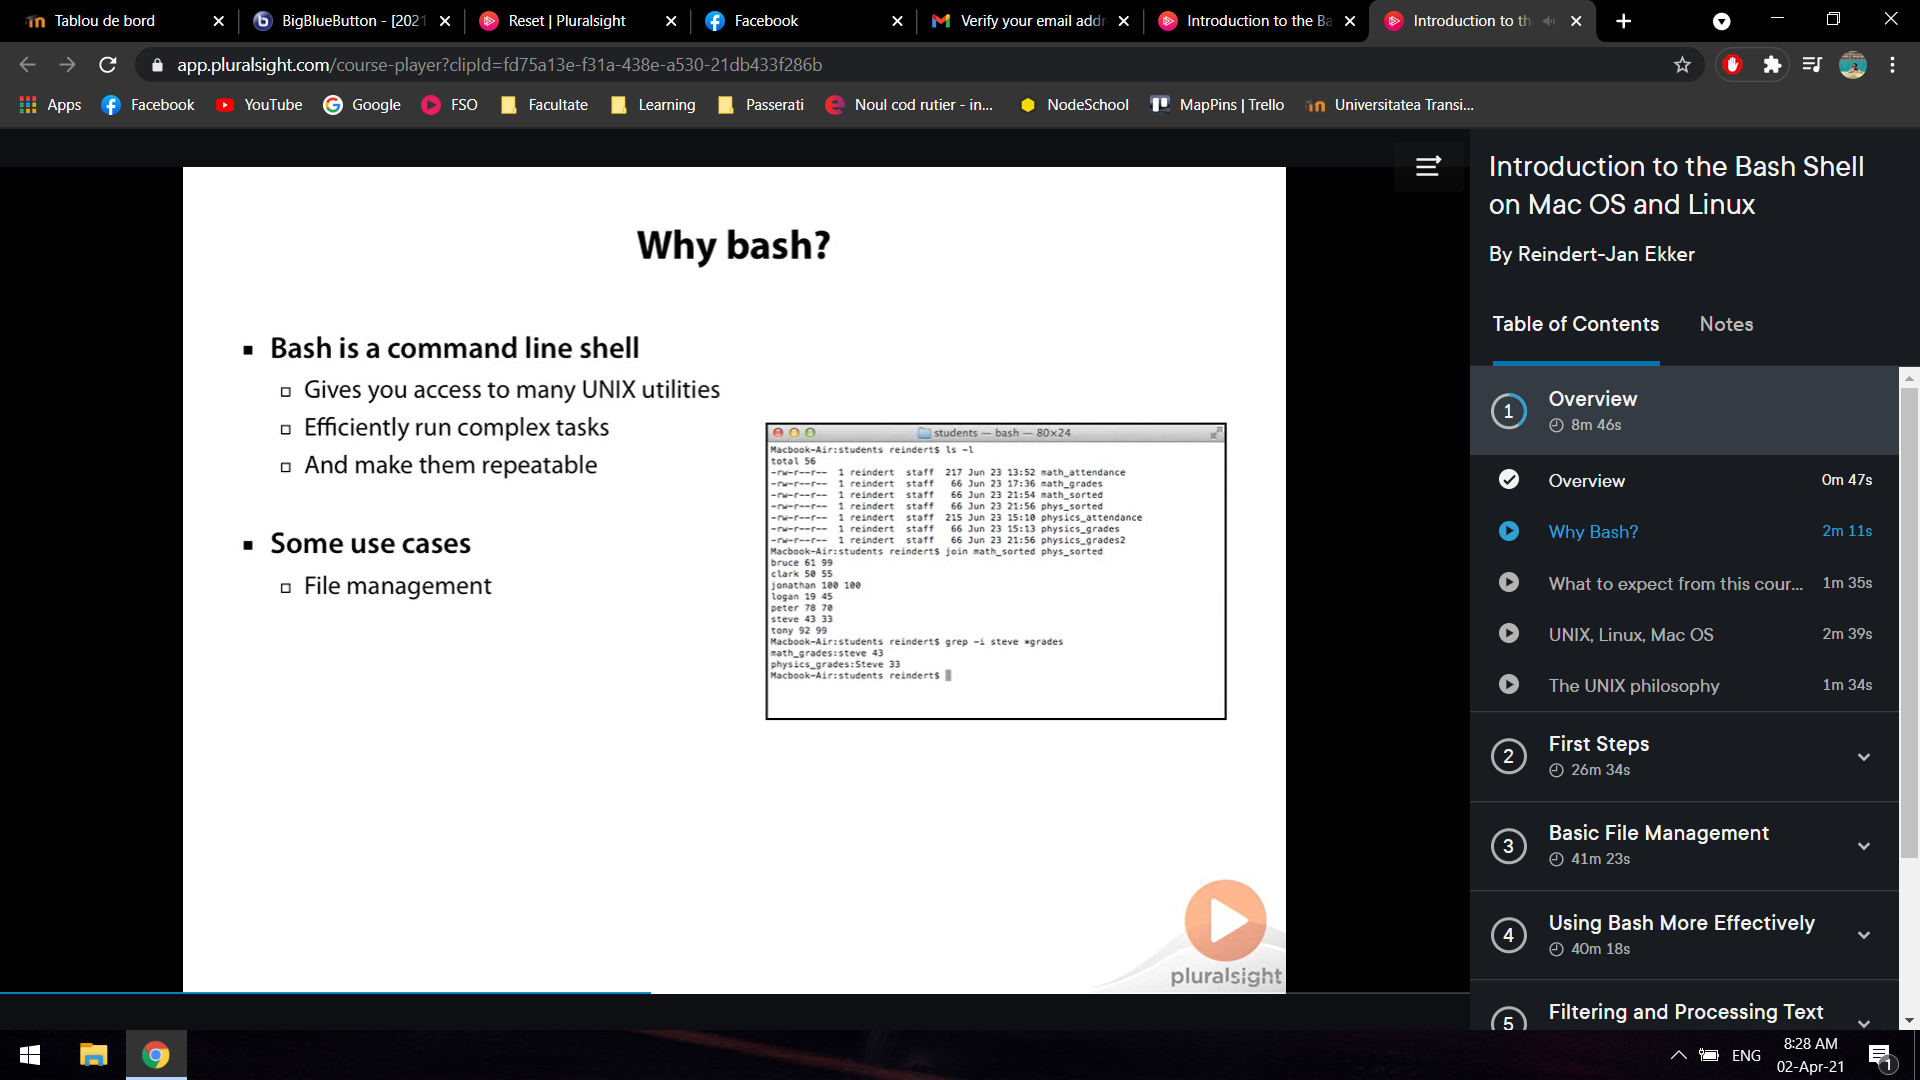 Tablou de bord
BigBlueButton - [2021
Reset | Pluralsight
Facebook
Verify your email addr
Introduction to the Ba
Introduction to th
app.pluralsight.com/course-player?clipId=fd75a13e-f31a-438e-a530-21db433f286b
Apps
Facebook
YouTube
Google
FSO
Facultate
Learning
Passerati
Noul cod rutier - in...
NodeSchool
MapPins | Trello
Universitatea Transi...
Why bash?
Bash is a command line shell
Gives you access to many UNIX utilities
Efficiently run complex tasks
And make them repeatable
Some use cases
File management
students — bash — 80×24
Macbook-Air:students reindert$ ls -l
total 56
-rw-r--r-- 1 reindert staff 217 Jun 23 13:52 math_attendance
-rw-r--r-- 1 reindert staff 66 Jun 23 17:36 math_grades
-rw-r--r-- 1 reindert staff 66 Jun 23 21:54 math_sorted
-rw-r--r-- 1 reindert staff 66 Jun 23 21:56 phys_sorted
-rw-r--r-- 1 reindert staff 215 Jun 23 15:10 physics_attendance
-rw-r--r-- 1 reindert staff 66 Jun 23 15:13 physics_grades
-rw-r--r-- 1 reindert staff 66 Jun 23 21:56 physics_grades2
Macbook-Air:students reindert$ join math_sorted phys_sorted
bruce 61 99
clark 50 55
jonathan 100 100
logan 19 45
peter 78 70
steve 43 33
tony 92 99
Macbook-Air:students reindert$ grep -i steve *grades
math_grades:steve 43
physics_grades:Steve 33
Macbook-Air:students reindert$
pluralsight
Introduction to the Bash Shell
on Mac OS and Linux
By Reindert-Jan Ekker
Table of Contents
Notes
1
Overview
8m 46s
Overview
0m 47s
Why Bash?
2m 11s
What to expect from this cour...
1m 35s
UNIX, Linux, Mac OS
2m 39s
The UNIX philosophy
1m 34s
2
First Steps
26m 34s
3
Basic File Management
41m 23s
4
Using Bash More Effectively
40m 18s
5
Filtering and Processing Text
ENG
8:28 AM
02-Apr-21
1